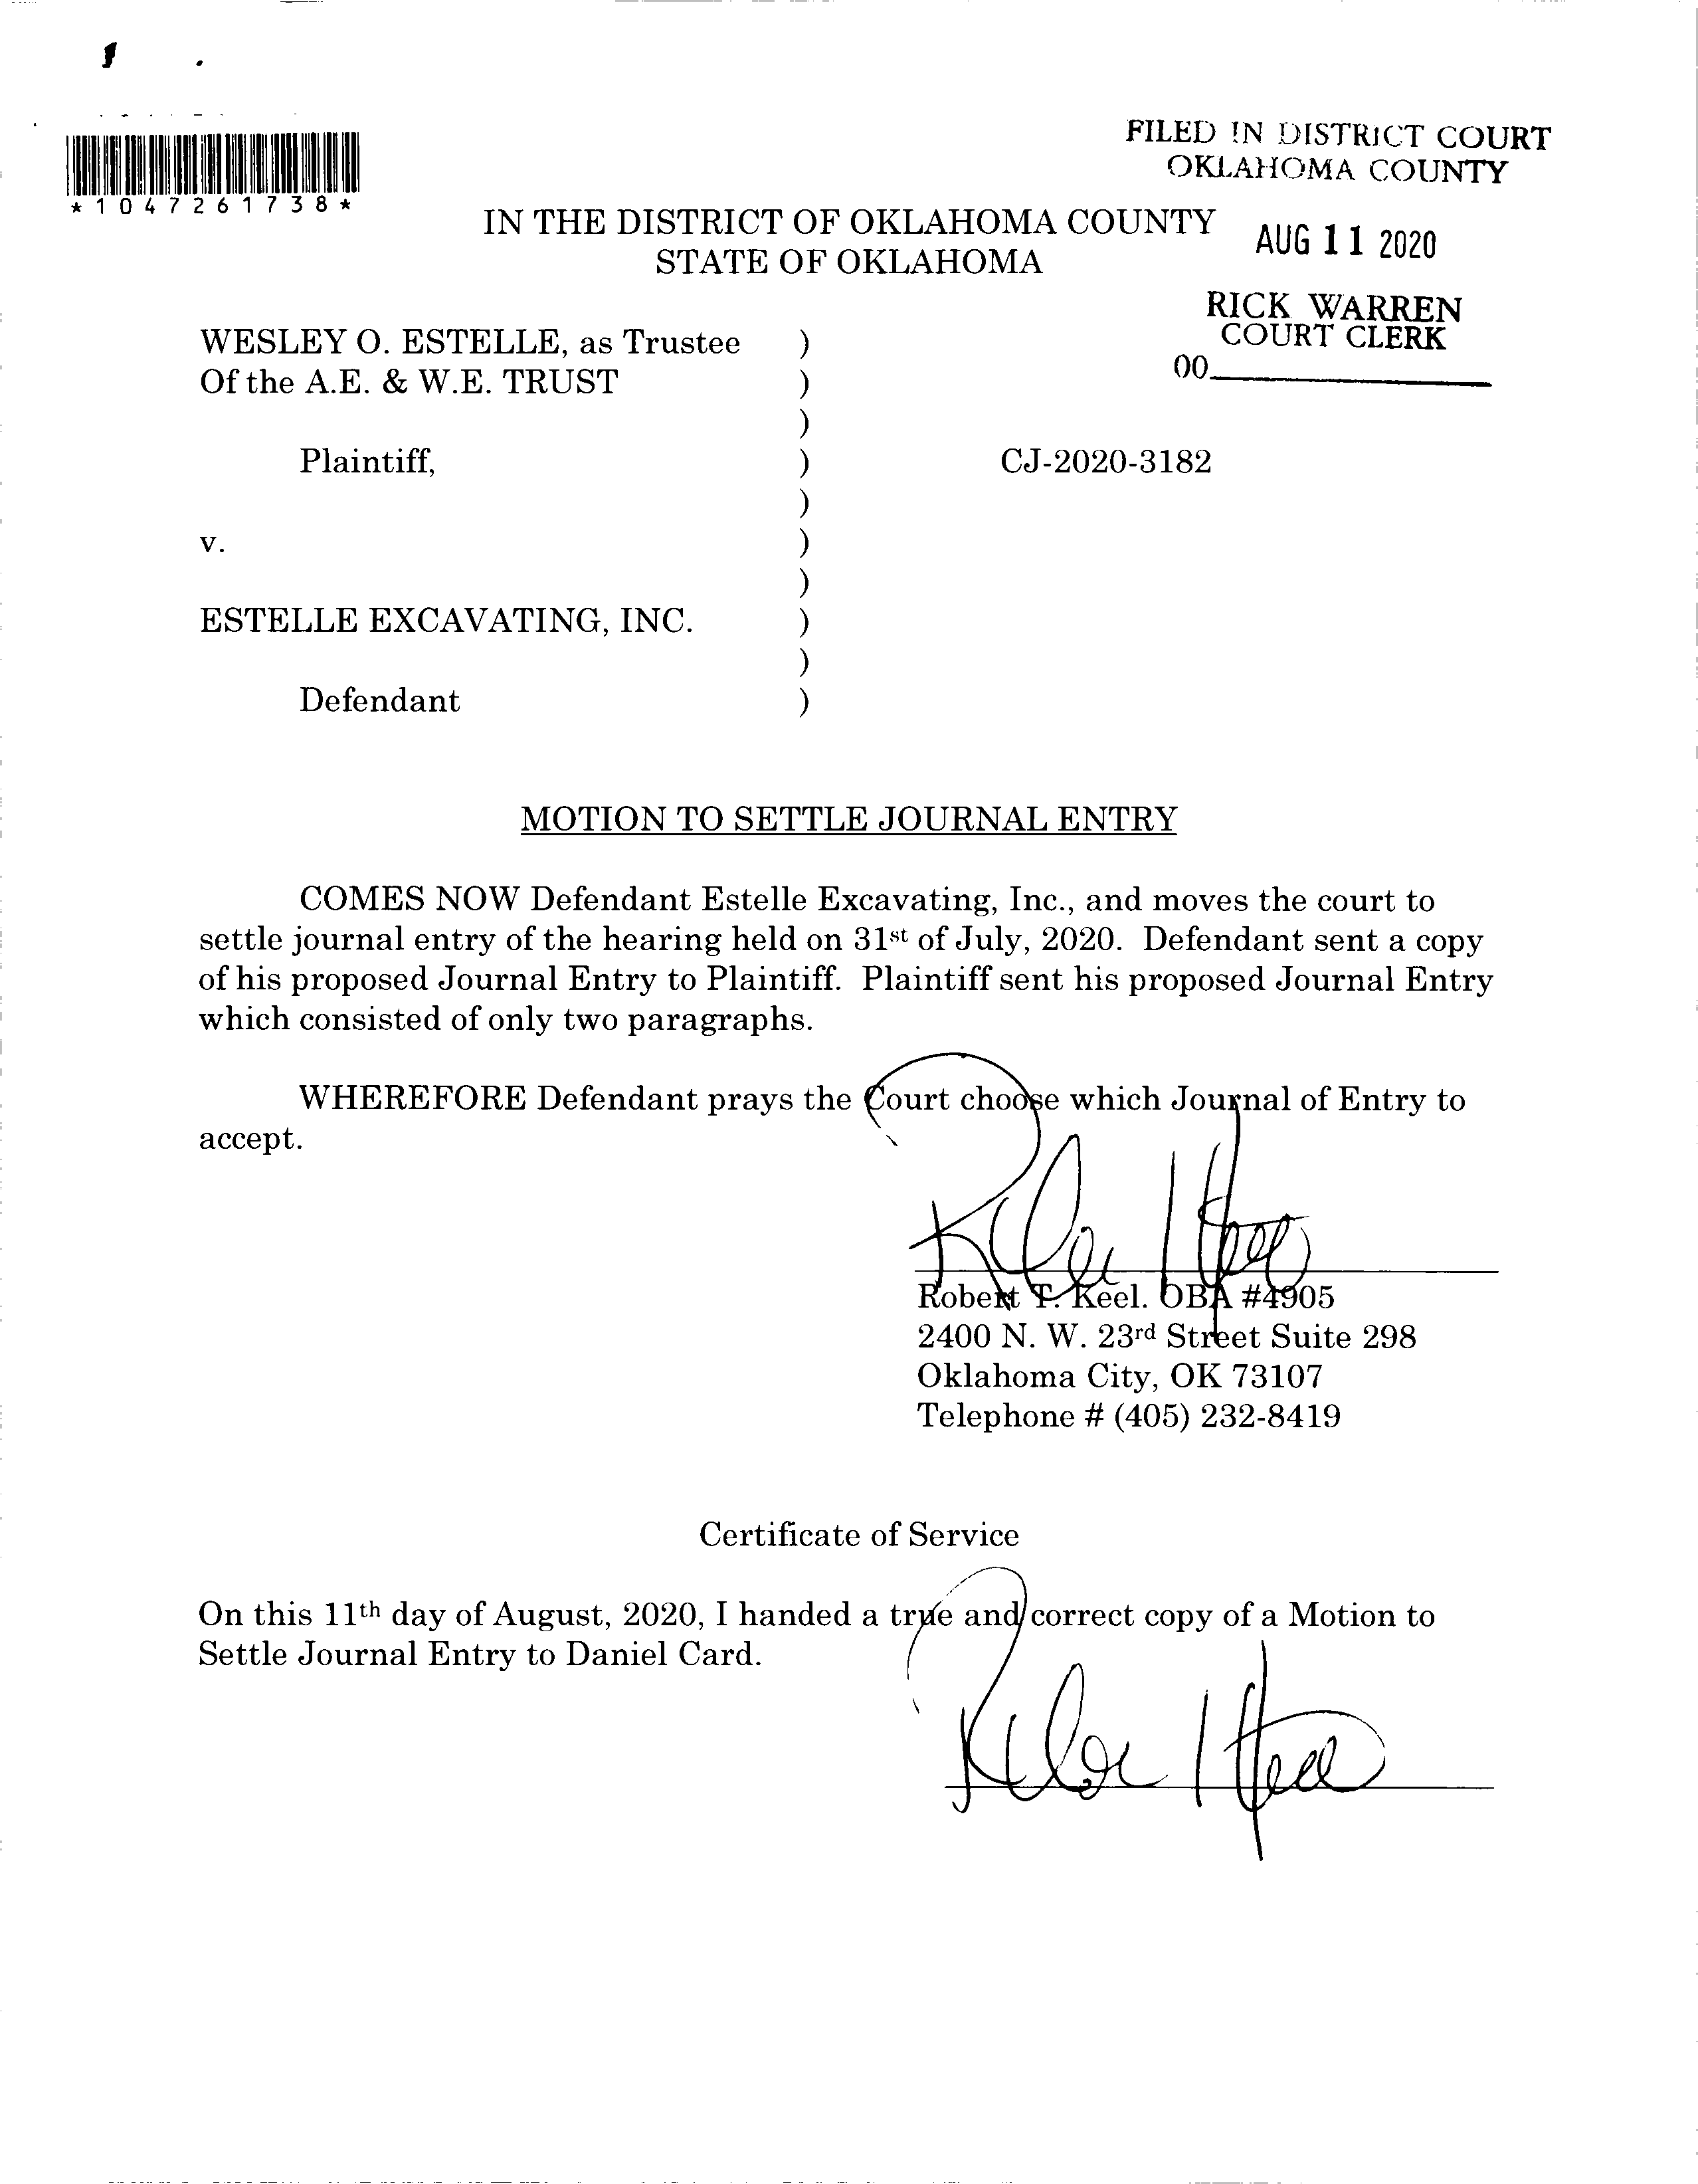 FILED IN DISTRICT COURT
OKLAHOMA COUNTY
*1047261738*
IN THE DISTRICT OF OKLAHOMA COUNTY
STATE OF OKLAHOMA
AUG 11 2020
RICK WARREN
COURT CLERK
00
WESLEY O. ESTELLE, as Trustee )
Of the A.E. & W.E. TRUST )
)
Plaintiff, ) CJ-2020-3182
)
v. )
)
ESTELLE EXCAVATING, INC. )
)
Defendant )
MOTION TO SETTLE JOURNAL ENTRY
COMES NOW Defendant Estelle Excavating, Inc., and moves the court to
settle journal entry of the hearing held on 31st of July, 2020. Defendant sent a copy
of his proposed Journal Entry to Plaintiff. Plaintiff sent his proposed Journal Entry
which consisted of only two paragraphs.
WHEREFORE Defendant prays the Court choose which Journal of Entry to
accept.
Robert T. Keel. OBA #4905
2400 N. W. 23rd Street Suite 298
Oklahoma City, OK 73107
Telephone # (405) 232-8419
Certificate of Service
On this 11th day of August, 2020, I handed a true and correct copy of a Motion to
Settle Journal Entry to Daniel Card.